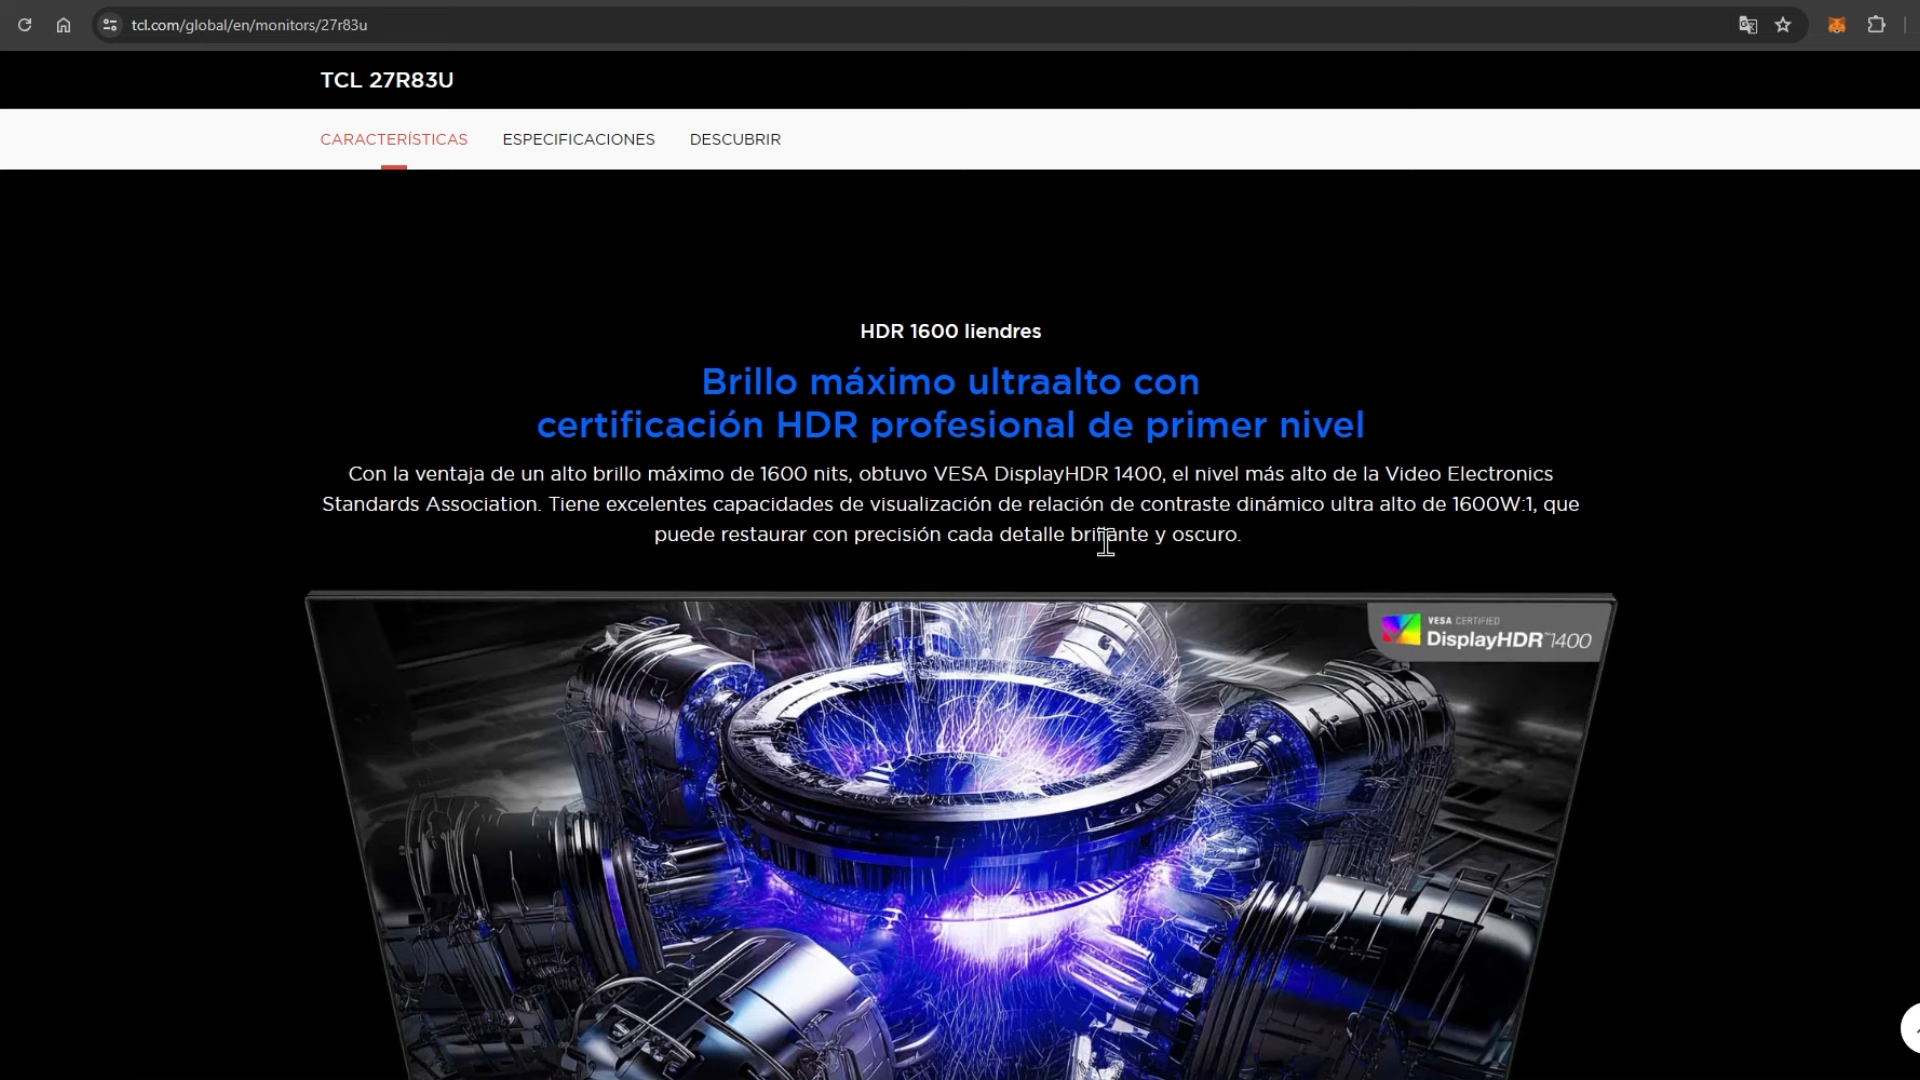 tcl.com/global/en/monitors/27r83u
TCL 27R83U
CARACTERÍSTICAS ESPECIFICACIONES DESCUBRIR
HDR 1600 liendres
Brillo máximo ultraalto con
certificación HDR profesional de primer nivel
Con la ventaja de un alto brillo máximo de 1600 nits, obtuvo VESA DisplayHDR 1400, el nivel más alto de la Video Electronics
Standards Association. Tiene excelentes capacidades de visualización de relación de contraste dinámico ultra alto de 1600W:1, que
puede restaurar con precisión cada detalle brillante y oscuro.
VESA CERTIFIED
DisplayHDR™1400